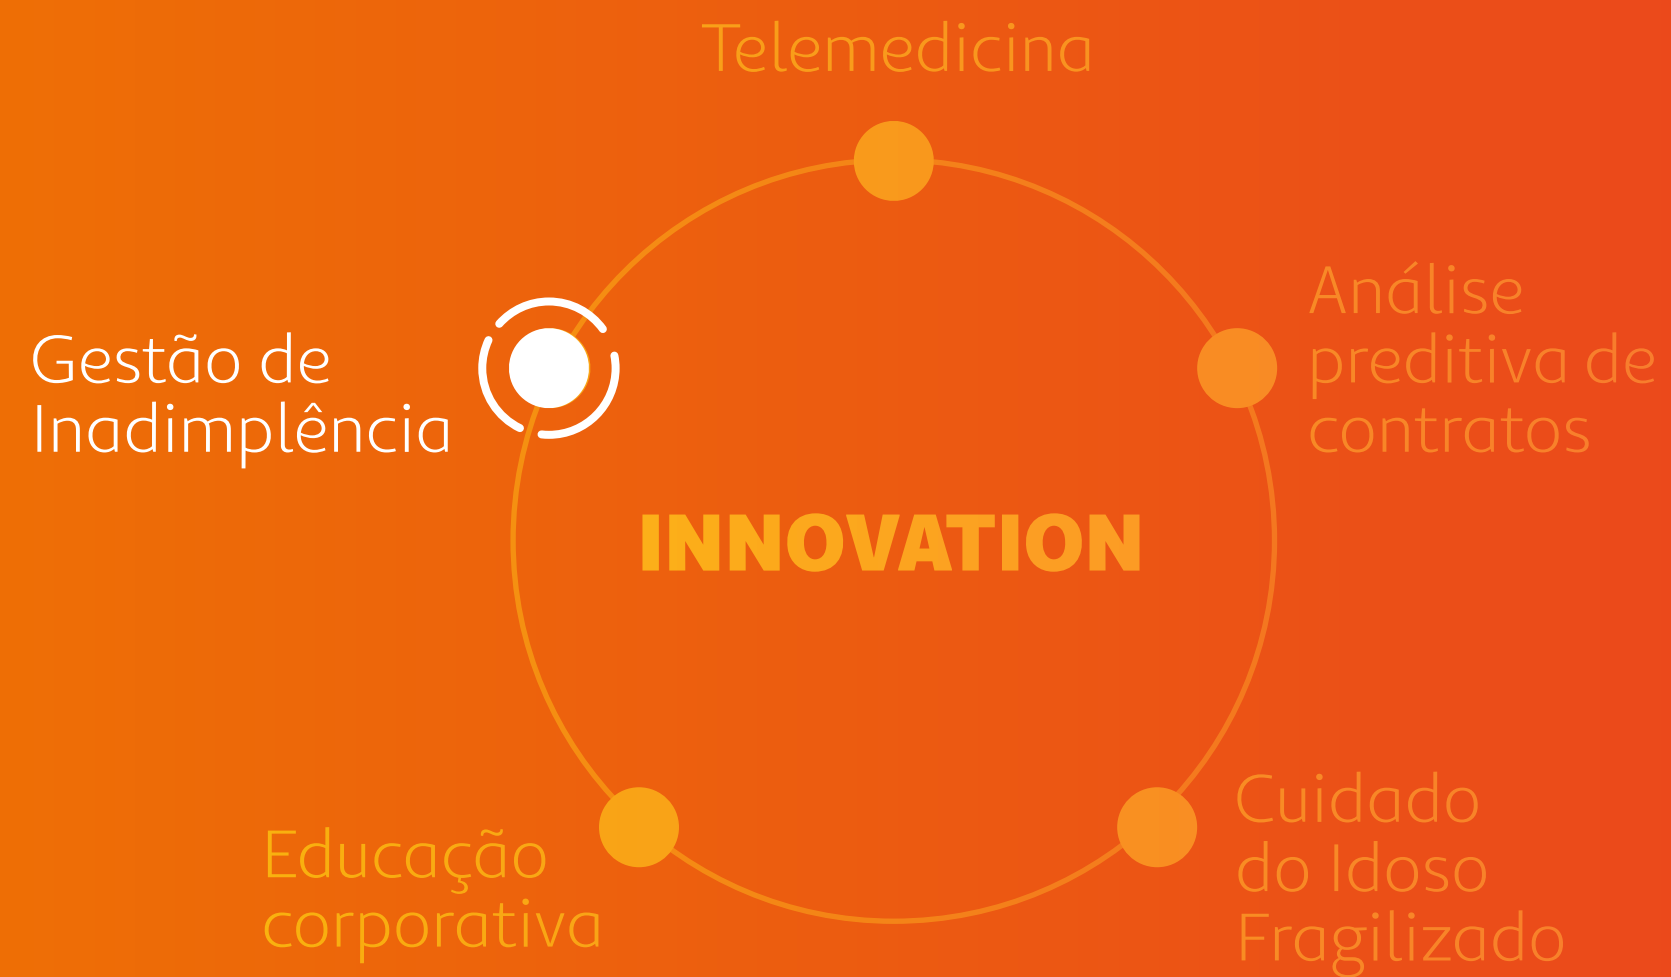 Telemedicina
Análise
preditiva de
contratos
Gestão de
Inadimplência
INNOVATION
Cuidado
do Idoso
Fragilizado
Educação
corporativa